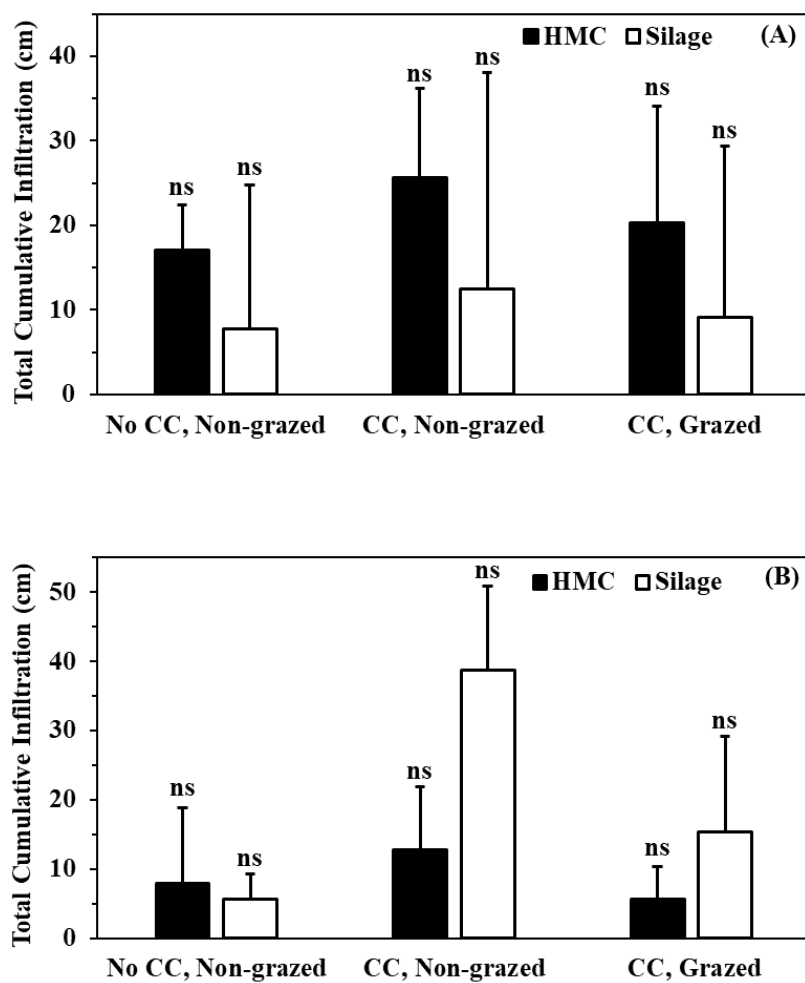 Total Cumulative Infiltration (cm)
HMC Silage (A)
40
30
20
10
0
ns ns ns ns ns ns
No CC, Non-grazed CC, Non-grazed CC, Grazed
Total Cumulative Infiltration (cm)
HMC Silage (B)
50
40
30
20
10
0
ns ns ns ns ns ns
No CC, Non-grazed CC, Non-grazed CC, Grazed